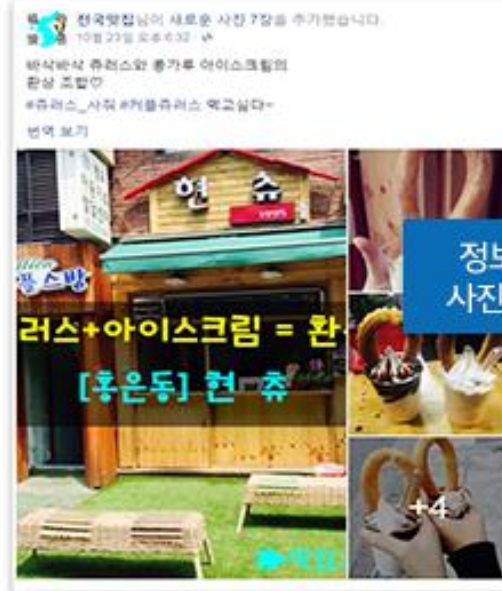 전국맛집님이 새로운 사진 7장을 추가했습니다.
10월 23일 오후 6:32
바삭바삭 츄러스와 콩가루 아이스크림의
환상 조합♡
#츄러스_사줘 #커플츄러스 먹고싶다~
번역 보기
현 츄
러스+아이스크림 = 환
[홍은동] 현 츄
정보
사진
+4
맛집